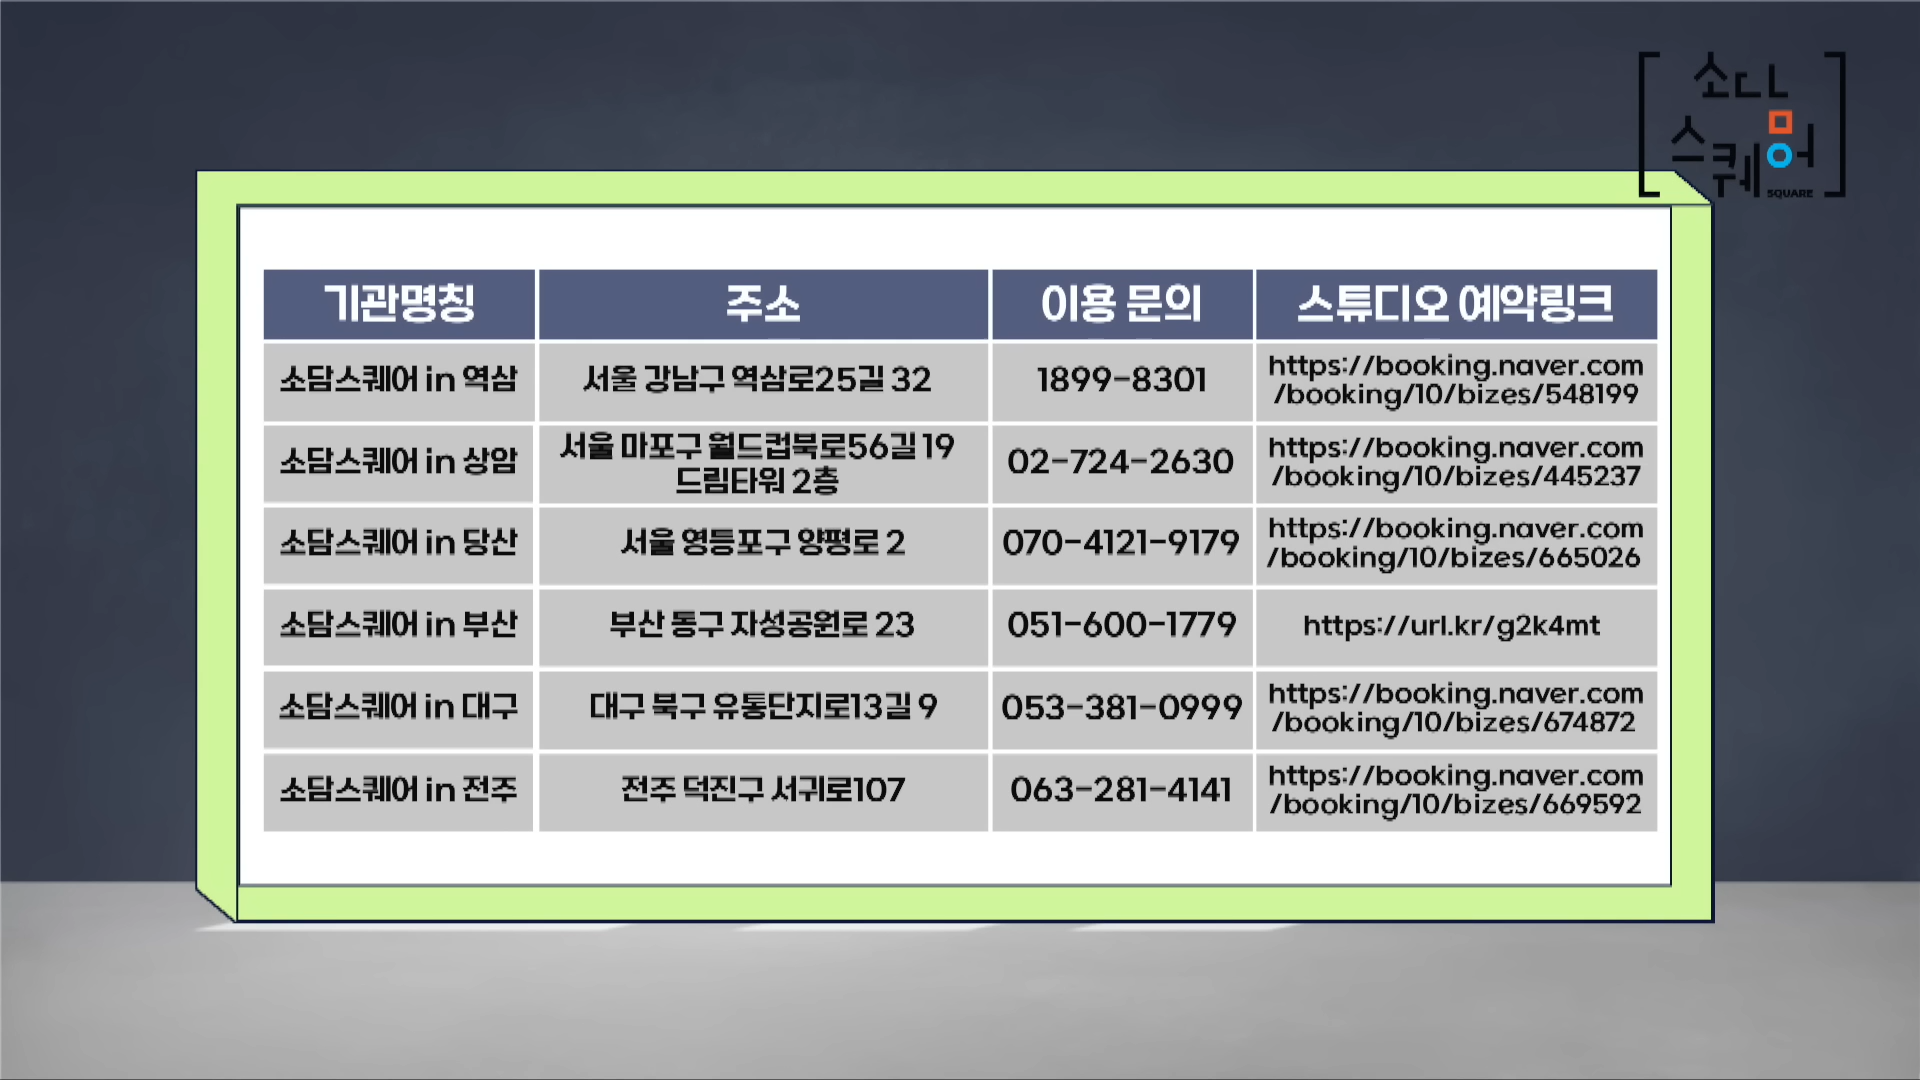 소담
스퀘어
SQUARE
기관명칭 주소 이용 문의 스튜디오 예약링크
소담스퀘어 in 역삼 서울 강남구 역삼로25길 32 1899-8301 https://booking.naver.com
/booking/10/bizes/548199
소담스퀘어 in 상암 서울 마포구 월드컵북로56길 19
드림타워 2층 02-724-2630 https://booking.naver.com
/booking/10/bizes/445237
소담스퀘어 in 당산 서울 영등포구 양평로 2 070-4121-9179 https://booking.naver.com
/booking/10/bizes/665026
소담스퀘어 in 부산 부산 동구 자성공원로 23 051-600-1779 https://url.kr/g2k4mt
소담스퀘어 in 대구 대구 북구 유통단지로13길 9 053-381-0999 https://booking.naver.com
/booking/10/bizes/674872
소담스퀘어 in 전주 전주 덕진구 서귀로107 063-281-4141 https://booking.naver.com
/booking/10/bizes/669592